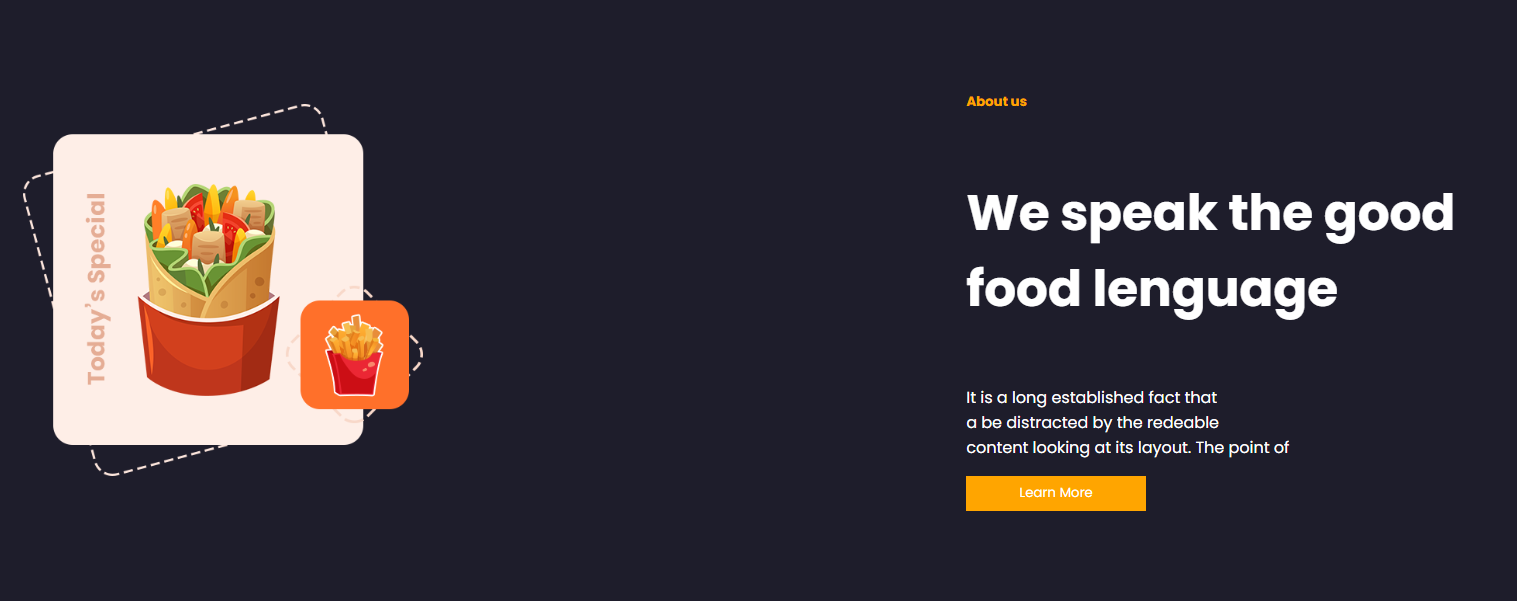 Today's Special
About us
We speak the good
food lenguage
It is a long established fact that
a be distracted by the redeable
content looking at its layout. The point of
Learn More